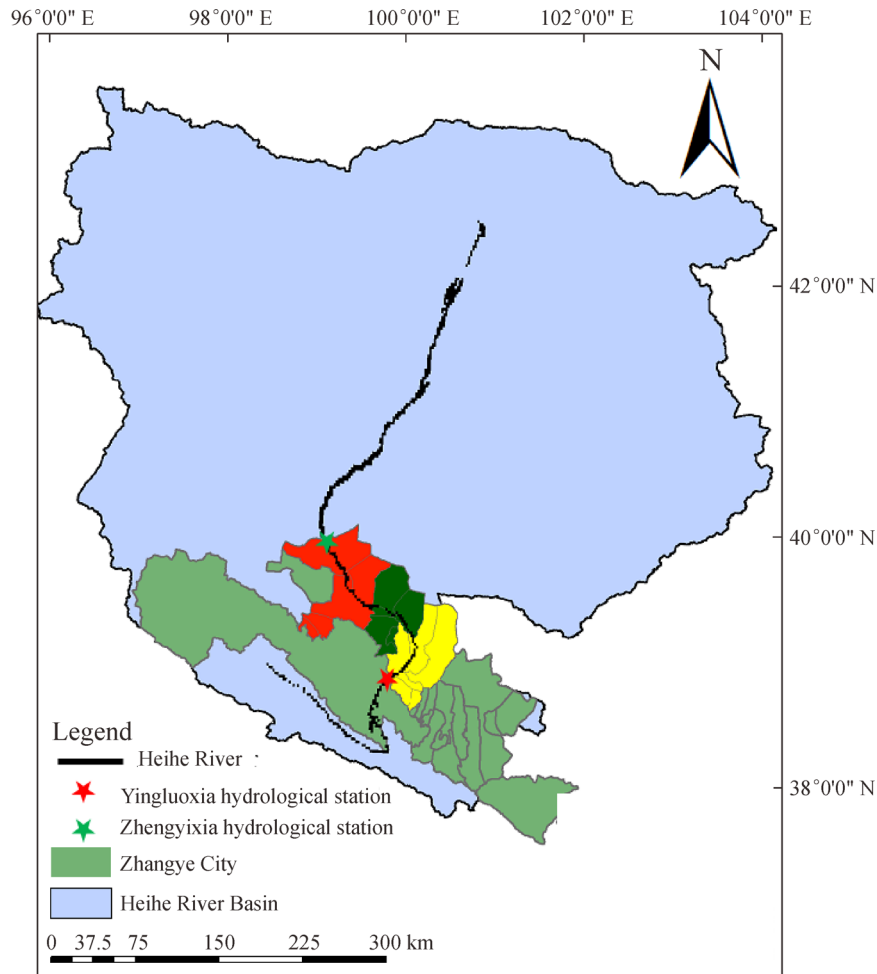 96°0'0" E 98°0'0" E 100°0'0" E 102°0'0" E 104°0'0" E
N
42°0'0" N
40°0'0" N
38°0'0" N
Legend
Heihe River
Yingluoxia hydrological station
Zhengyixia hydrological station
Zhangye City
Heihe River Basin
0 37.5 75 150 225 300 km